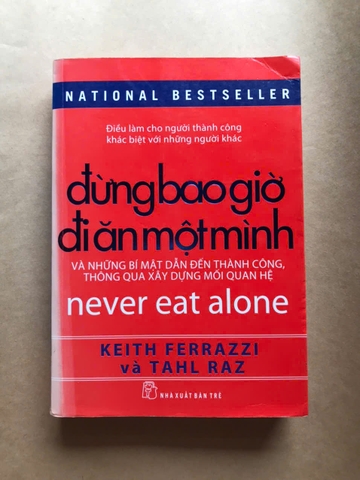 NATIONAL BESTSELLER
Điều làm cho người thành công
khác biệt với những người khác
đừng bao giờ
đi ăn một mình
VÀ NHỮNG BÍ MẬT DẪN ĐẾN THÀNH CÔNG,
THÔNG QUA XÂY DỰNG MỐI QUAN HỆ
never eat alone
KEITH FERRAZZI
và TAHL RAZ
NHÀ XUẤT BẢN TRẺ